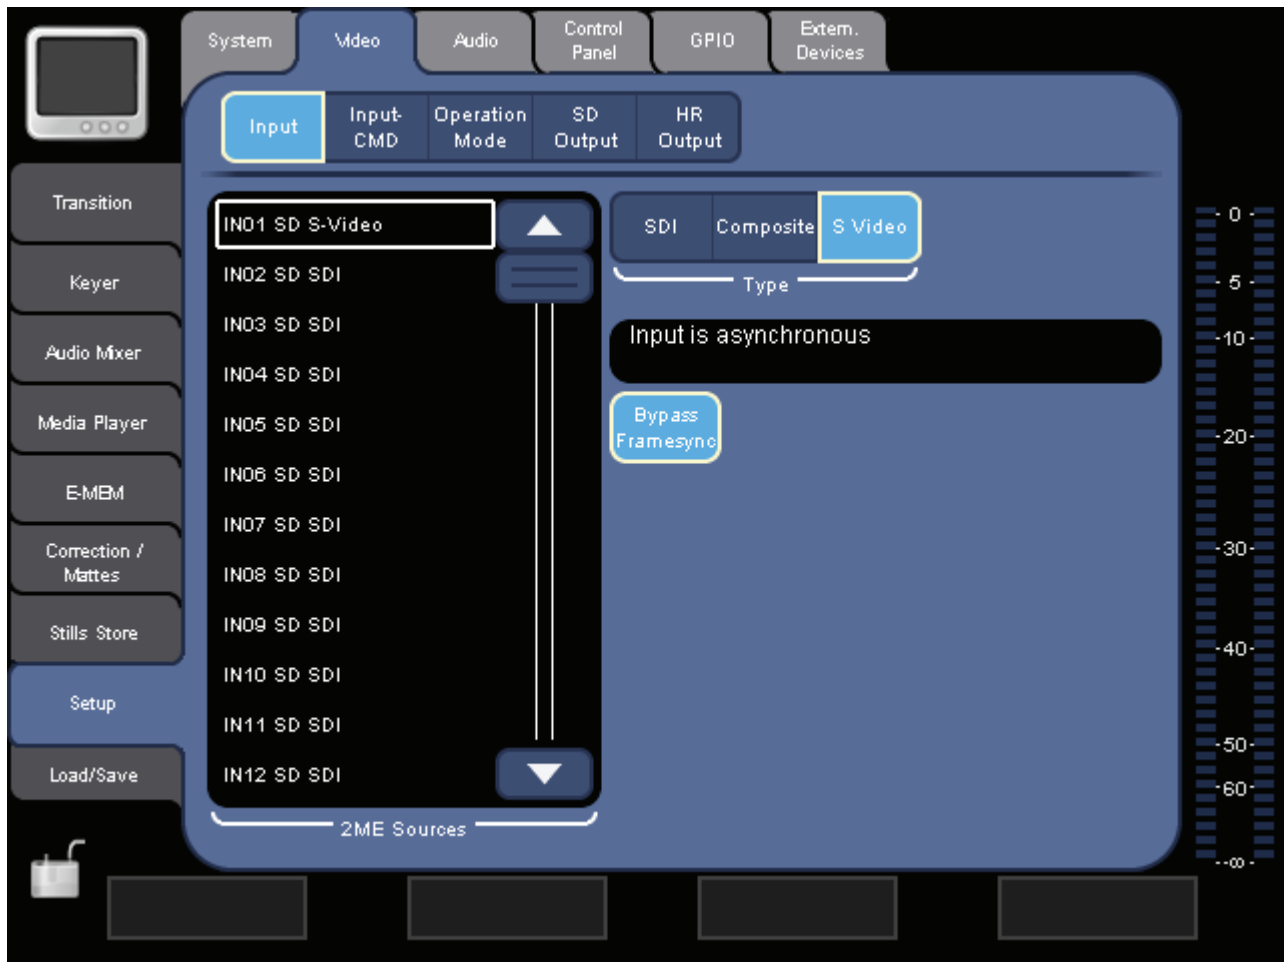 System
Video
Audio
Control
Panel
GPIO
Extern.
Devices
Input
Input-
CMD
Operation
Mode
SD
Output
HR
Output
Transition
Keyer
Audio Mixer
Media Player
E-MEM
Correction /
Mattes
Stills Store
Setup
Load/Save
IN01 SD S-Video
IN02 SD SDI
IN03 SD SDI
IN04 SD SDI
IN05 SD SDI
IN06 SD SDI
IN07 SD SDI
IN08 SD SDI
IN09 SD SDI
IN10 SD SDI
IN11 SD SDI
IN12 SD SDI
2ME Sources
SDI
Composite
S Video
Type
Input is asynchronous
Bypass
Framesync
- 0 -
- 5 -
-10-
-20-
-30-
-40-
-50-
-60-
--∞ -